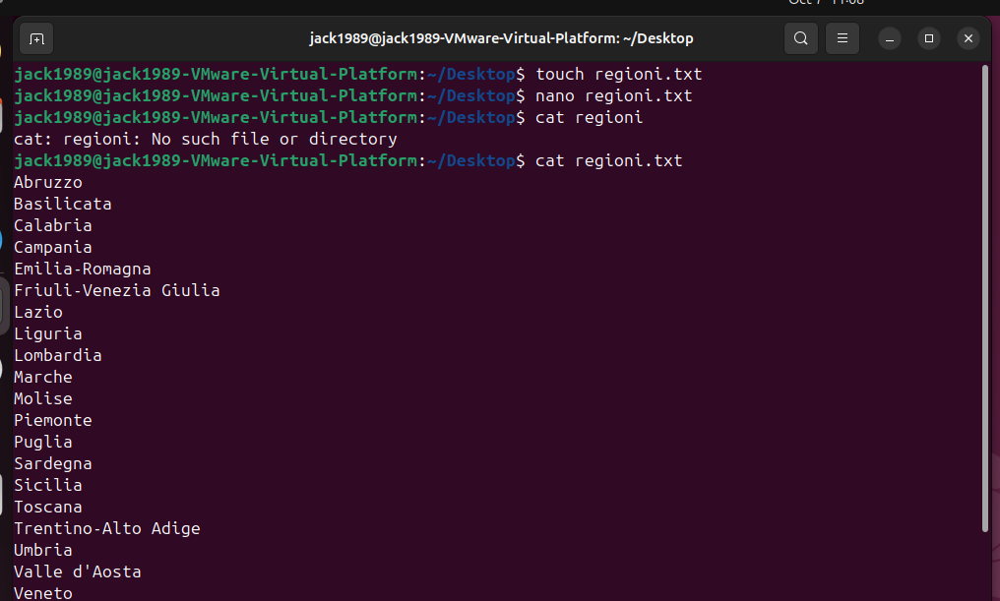 Oct 7 11:08
jack1989@jack1989-VMware-Virtual-Platform: ~/Desktop
jack1989@jack1989-VMware-Virtual-Platform:~/Desktop$ touch regioni.txt
jack1989@jack1989-VMware-Virtual-Platform:~/Desktop$ nano regioni.txt
jack1989@jack1989-VMware-Virtual-Platform:~/Desktop$ cat regioni
cat: regioni: No such file or directory
jack1989@jack1989-VMware-Virtual-Platform:~/Desktop$ cat regioni.txt
Abruzzo
Basilicata
Calabria
Campania
Emilia-Romagna
Friuli-Venezia Giulia
Lazio
Liguria
Lombardia
Marche
Molise
Piemonte
Puglia
Sardegna
Sicilia
Toscana
Trentino-Alto Adige
Umbria
Valle d'Aosta
Veneto